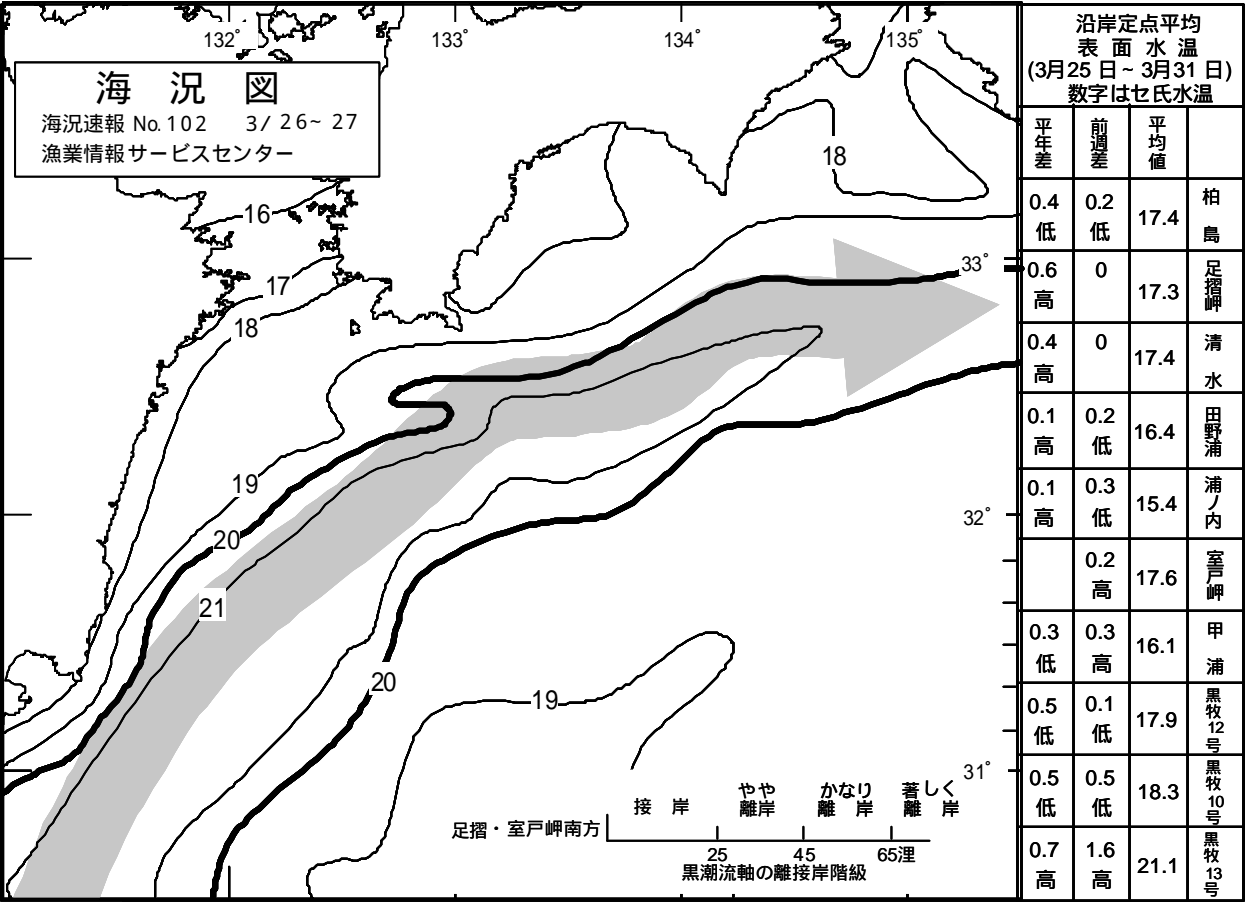 132゜ 133゜ 134゜ 135゜
海 況 図
海況速報 No.102 3/ 26~ 27
漁業情報サービスセンター
16
17
18
18
19
20
21
20
19
33゜
32゜
31゜
接 岸 やや離岸 かなり離岸 著しく離岸
足摺・室戸岬南方
25 45 65浬
黒潮流軸の離接岸階級
沿岸定点平均
表 面 水 温
(3月25 日 ~ 3月31 日)
数字はセ氏水温
平年差 前週差 平均値
0.4低 0.2低 17.4 柏島
0.6高 0 17.3 足摺岬
0.4高 0 17.4 清水
0.1高 0.2低 16.4 田野浦
0.1高 0.3低 15.4 浦ノ内
0.2高 17.6 室戸岬
0.3低 0.3高 16.1 甲浦
0.5低 0.1低 17.9 黒牧12号
0.5低 0.5低 18.3 黒牧10号
0.7高 1.6高 21.1 黒牧13号